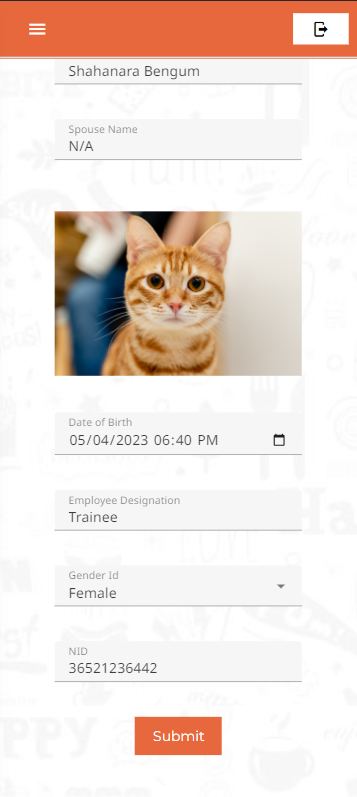 Shahanara Bengum
Spouse Name
N/A
Date of Birth
05/04/2023 06:40 PM
Employee Designation
Trainee
Gender Id
Female
NID
36521236442
Submit